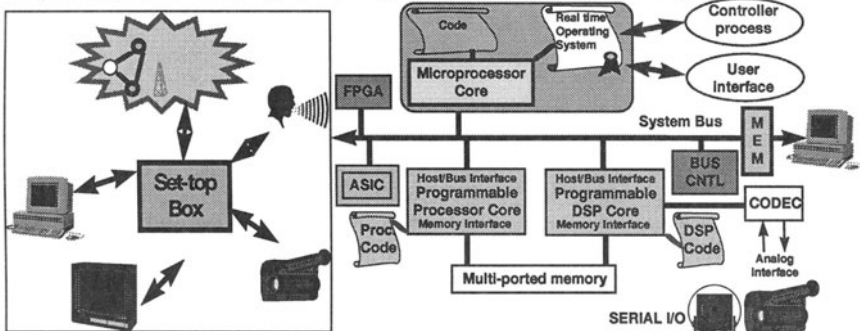 Set-top
Box
Code
Real time
Operating
System
Microprocessor
Core
Controller
process
User
interface
FPGA
System Bus
MEM
ASIC
Host/Bus Interface
Programmable
Processor Core
Memory Interface
Host/Bus Interface
Programmable
DSP Core
Memory Interface
BUS
CNTL
CODEC
Proc.
Code
DSP
Code
Analog
interface
Multi-ported memory
SERIAL I/O